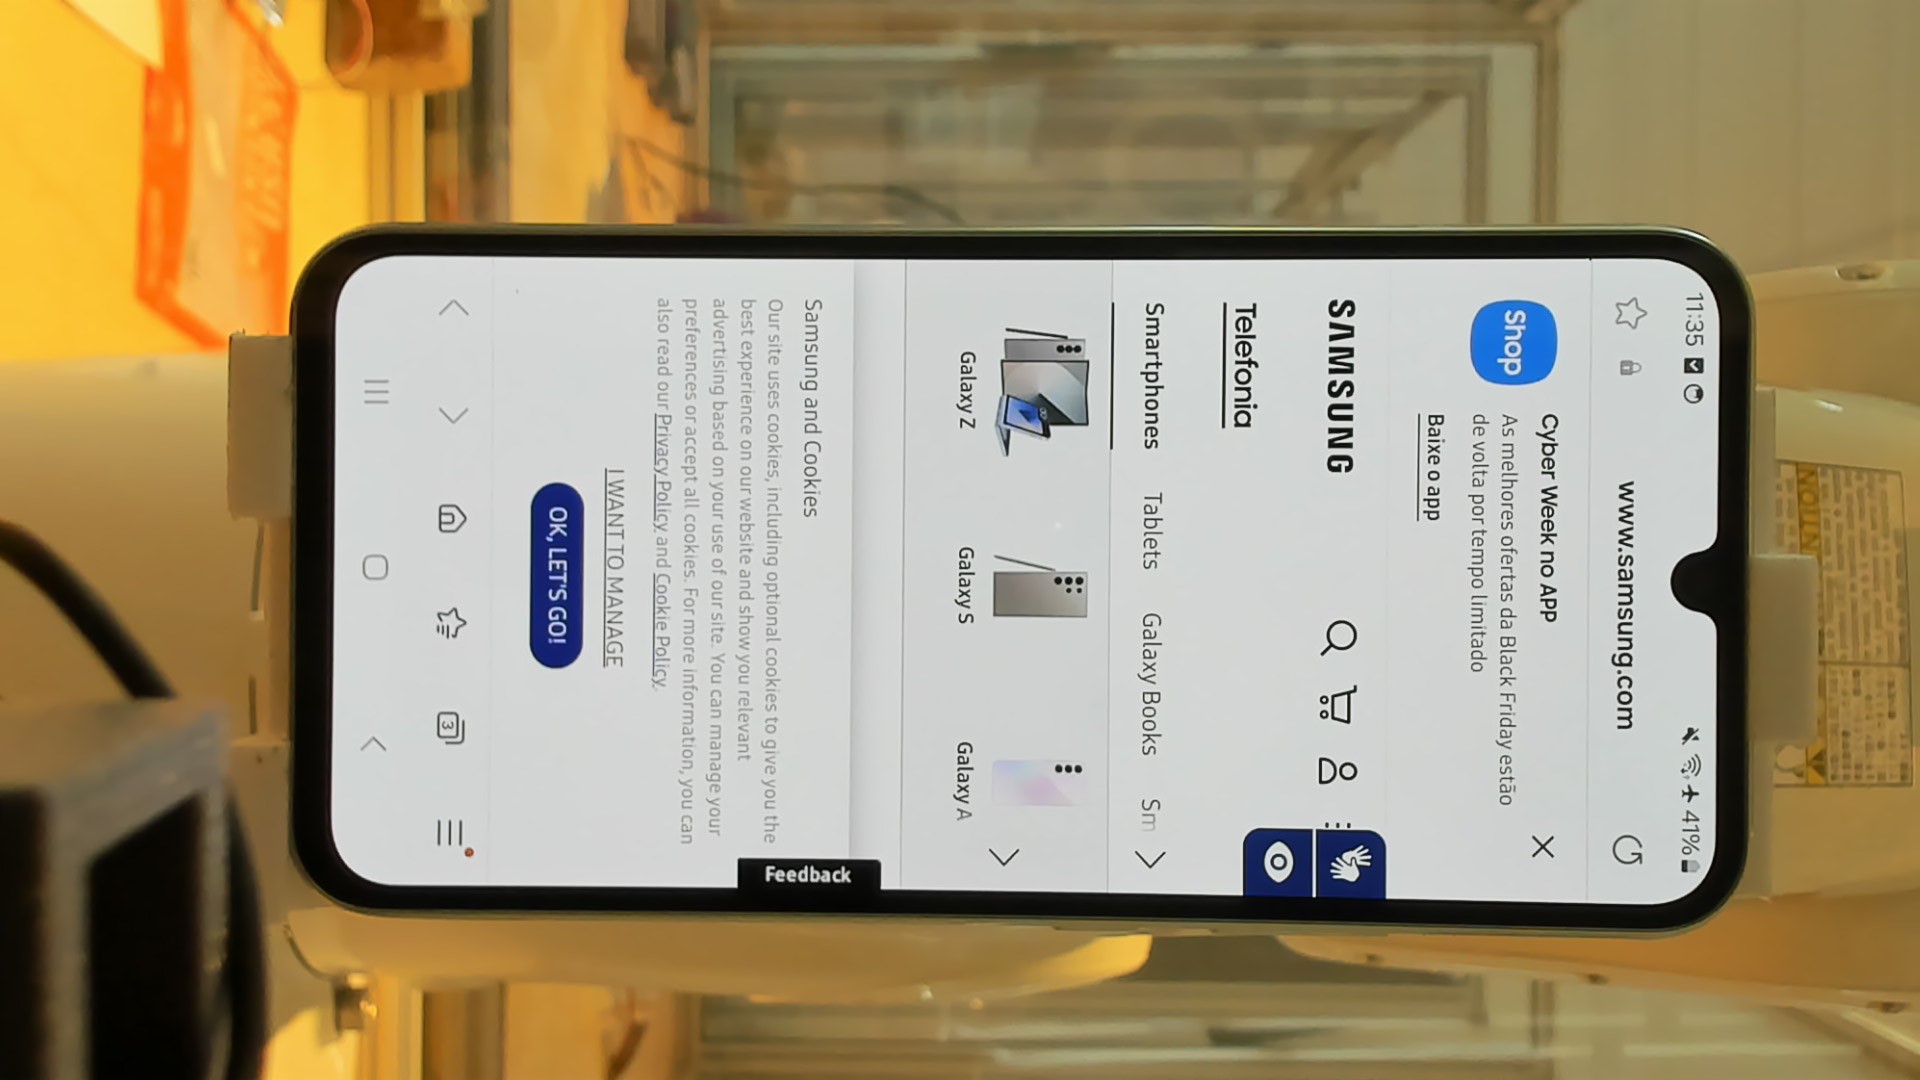 11:35
41%
www.samsung.com
Shop
Cyber Week no APP
As melhores ofertas da Black Friday estão
de volta por tempo limitado
Baixe o app
SAMSUNG
Telefonia
Smartphones Tablets Galaxy Books Sm
Galaxy Z Galaxy S Galaxy A
Samsung and Cookies
Our site uses cookies, including optional cookies to give you the
best experience on our website and show you relevant
advertising based on your use of our site. You can manage your
preferences or accept all cookies. For more information, you can
also read our Privacy Policy and Cookie Policy.
I WANT TO MANAGE
OK, LET'S GO!
Feedback
3